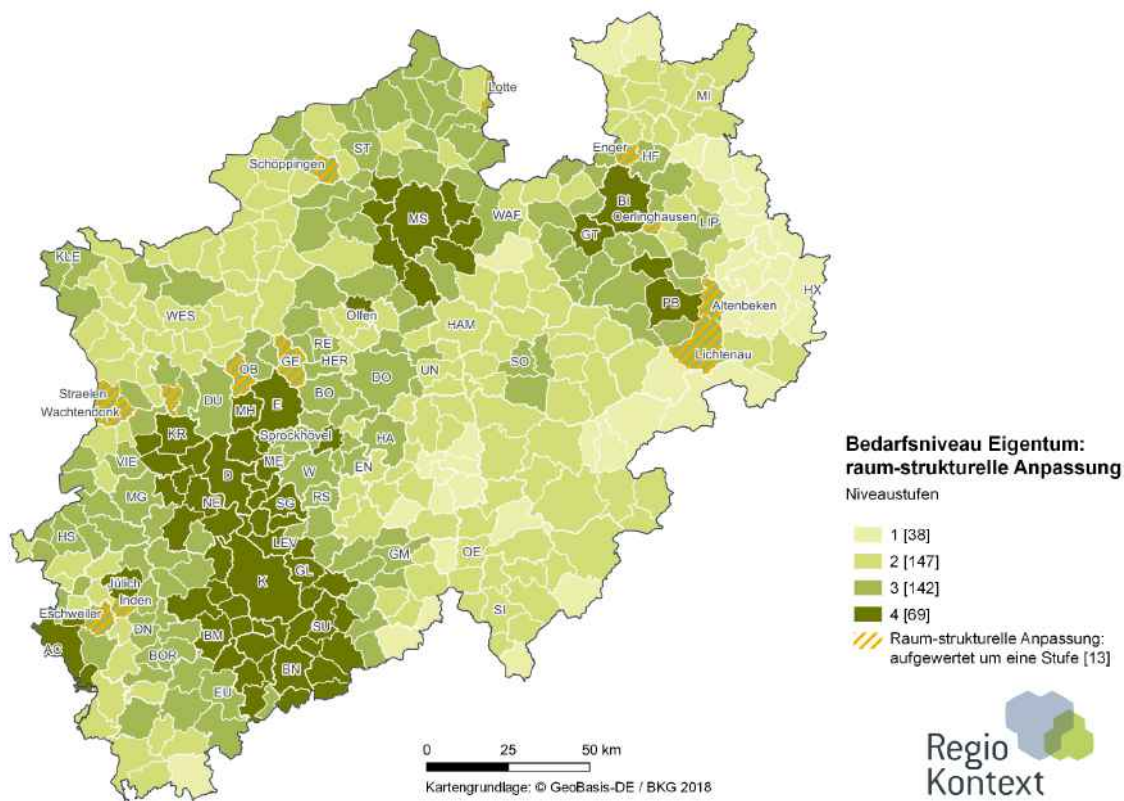 Lotte
MI
Enger
HF
ST
Schöppingen
BI
MS
WAF
Oerlinghausen
LIP
GT
KLE
HX
PB
Altenbeken
WES
Olfen
HAM
Lichtenau
RE
OB
GE
HER
UN
SO
Straelen
DU
BO
DO
Wachtendonk
MH
E
KR
Sprockhövel
HA
VIE
D
ME
W
EN
MG
NE
SG
RS
HS
LEV
GM
OE
GL
Jülich
K
Inden
Eschweiler
SI
DN
BM
SU
AC
BOR
BN
EU
Bedarfsniveau Eigentum:
raum-strukturelle Anpassung
Niveaustufen
1 [38]
2 [147]
3 [142]
4 [69]
Raum-strukturelle Anpassung:
aufgewertet um eine Stufe [13]
0 25 50 km
Kartengrundlage: © GeoBasis-DE / BKG 2018
Regio
Kontext